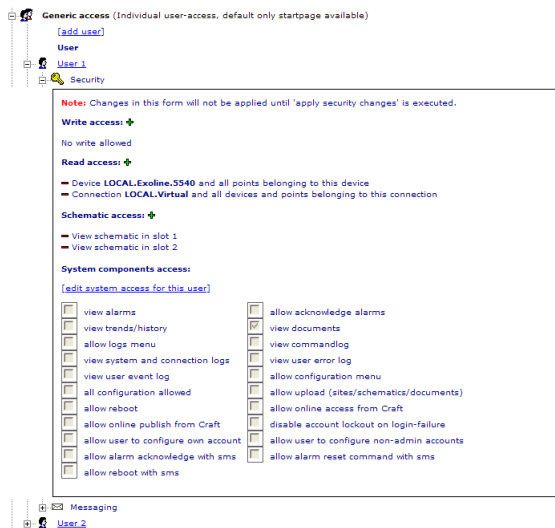 Generic access (Individual user-access, default only startpage available)
[add user]
User
User 1
Security
Note: Changes in this form will not be applied until 'apply security changes' is executed.
Write access:
No write allowed
Read access:
Device LOCAL.Exoline.5540 and all points belonging to this device
Connection LOCAL.Virtual and all devices and points belonging to this connection
Schematic access:
View schematic in slot 1
View schematic in slot 2
System components access:
[edit system access for this user]
view alarms allow acknowledge alarms
view trends/history view documents
allow logs menu view commandlog
view system and connection logs view user error log
view user event log allow configuration menu
all configuration allowed allow upload (sites/schematics/documents)
allow reboot allow online access from Craft
allow online publish from Craft disable account lockout on login-failure
allow user to configure own account allow user to configure non-admin accounts
allow alarm acknowledge with sms allow alarm reset command with sms
allow reboot with sms
Messaging
User 2